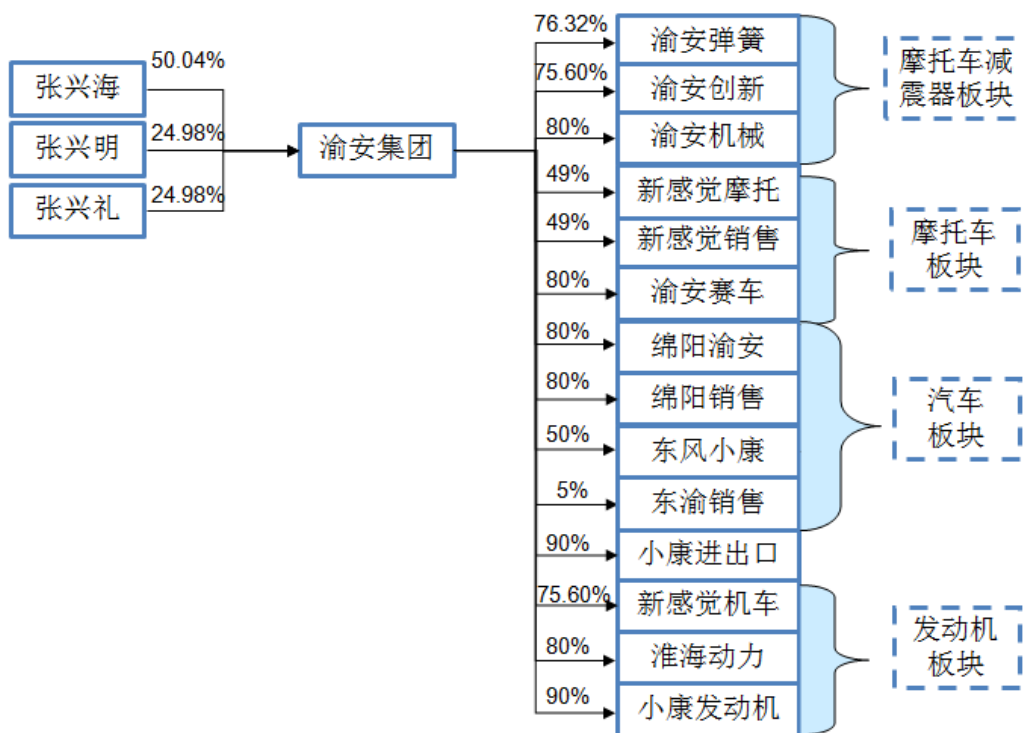 50.04%
张兴海
24.98%
张兴明
24.98%
张兴礼
渝安集团
76.32%
渝安弹簧
75.60%
渝安创新
80%
渝安机械
摩托车减
震器板块
49%
新感觉摩托
49%
新感觉销售
80%
渝安赛车
摩托车
板块
80%
绵阳渝安
80%
绵阳销售
50%
东风小康
5%
东渝销售
汽车
板块
90%
小康进出口
75.60%
新感觉机车
80%
淮海动力
90%
小康发动机
发动机
板块